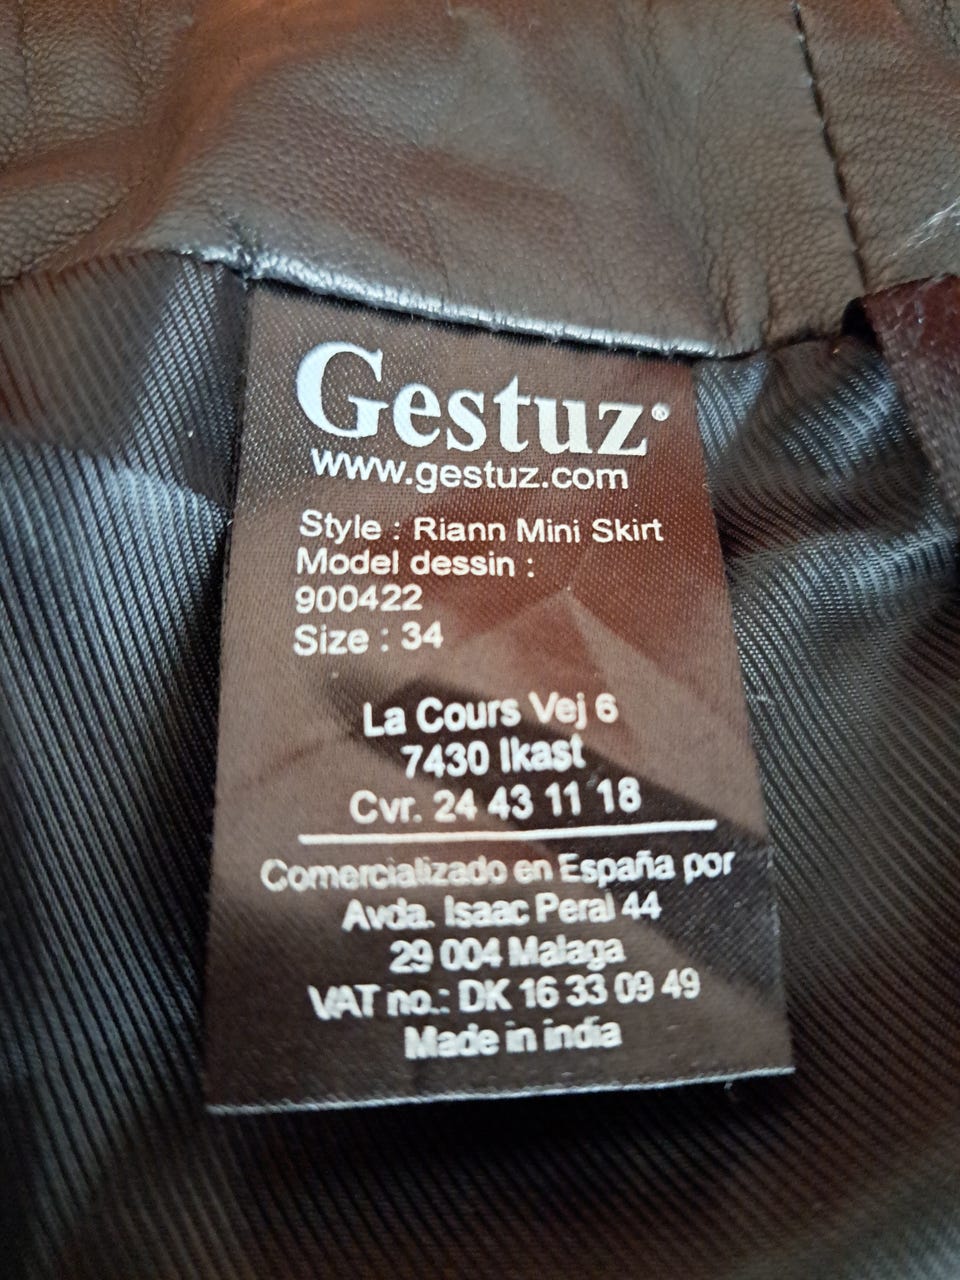 Gestuz®
www.gestuz.com
Style : Riann Mini Skirt
Model dessin :
900422
Size : 34
La Cours Vej 6
7430 Ikast
Cvr. 24 43 11 18
Comercializado en España por
Avda. Isaac Peral 44
29 004 Malaga
VAT no.: DK 16 33 09 49
Made in india